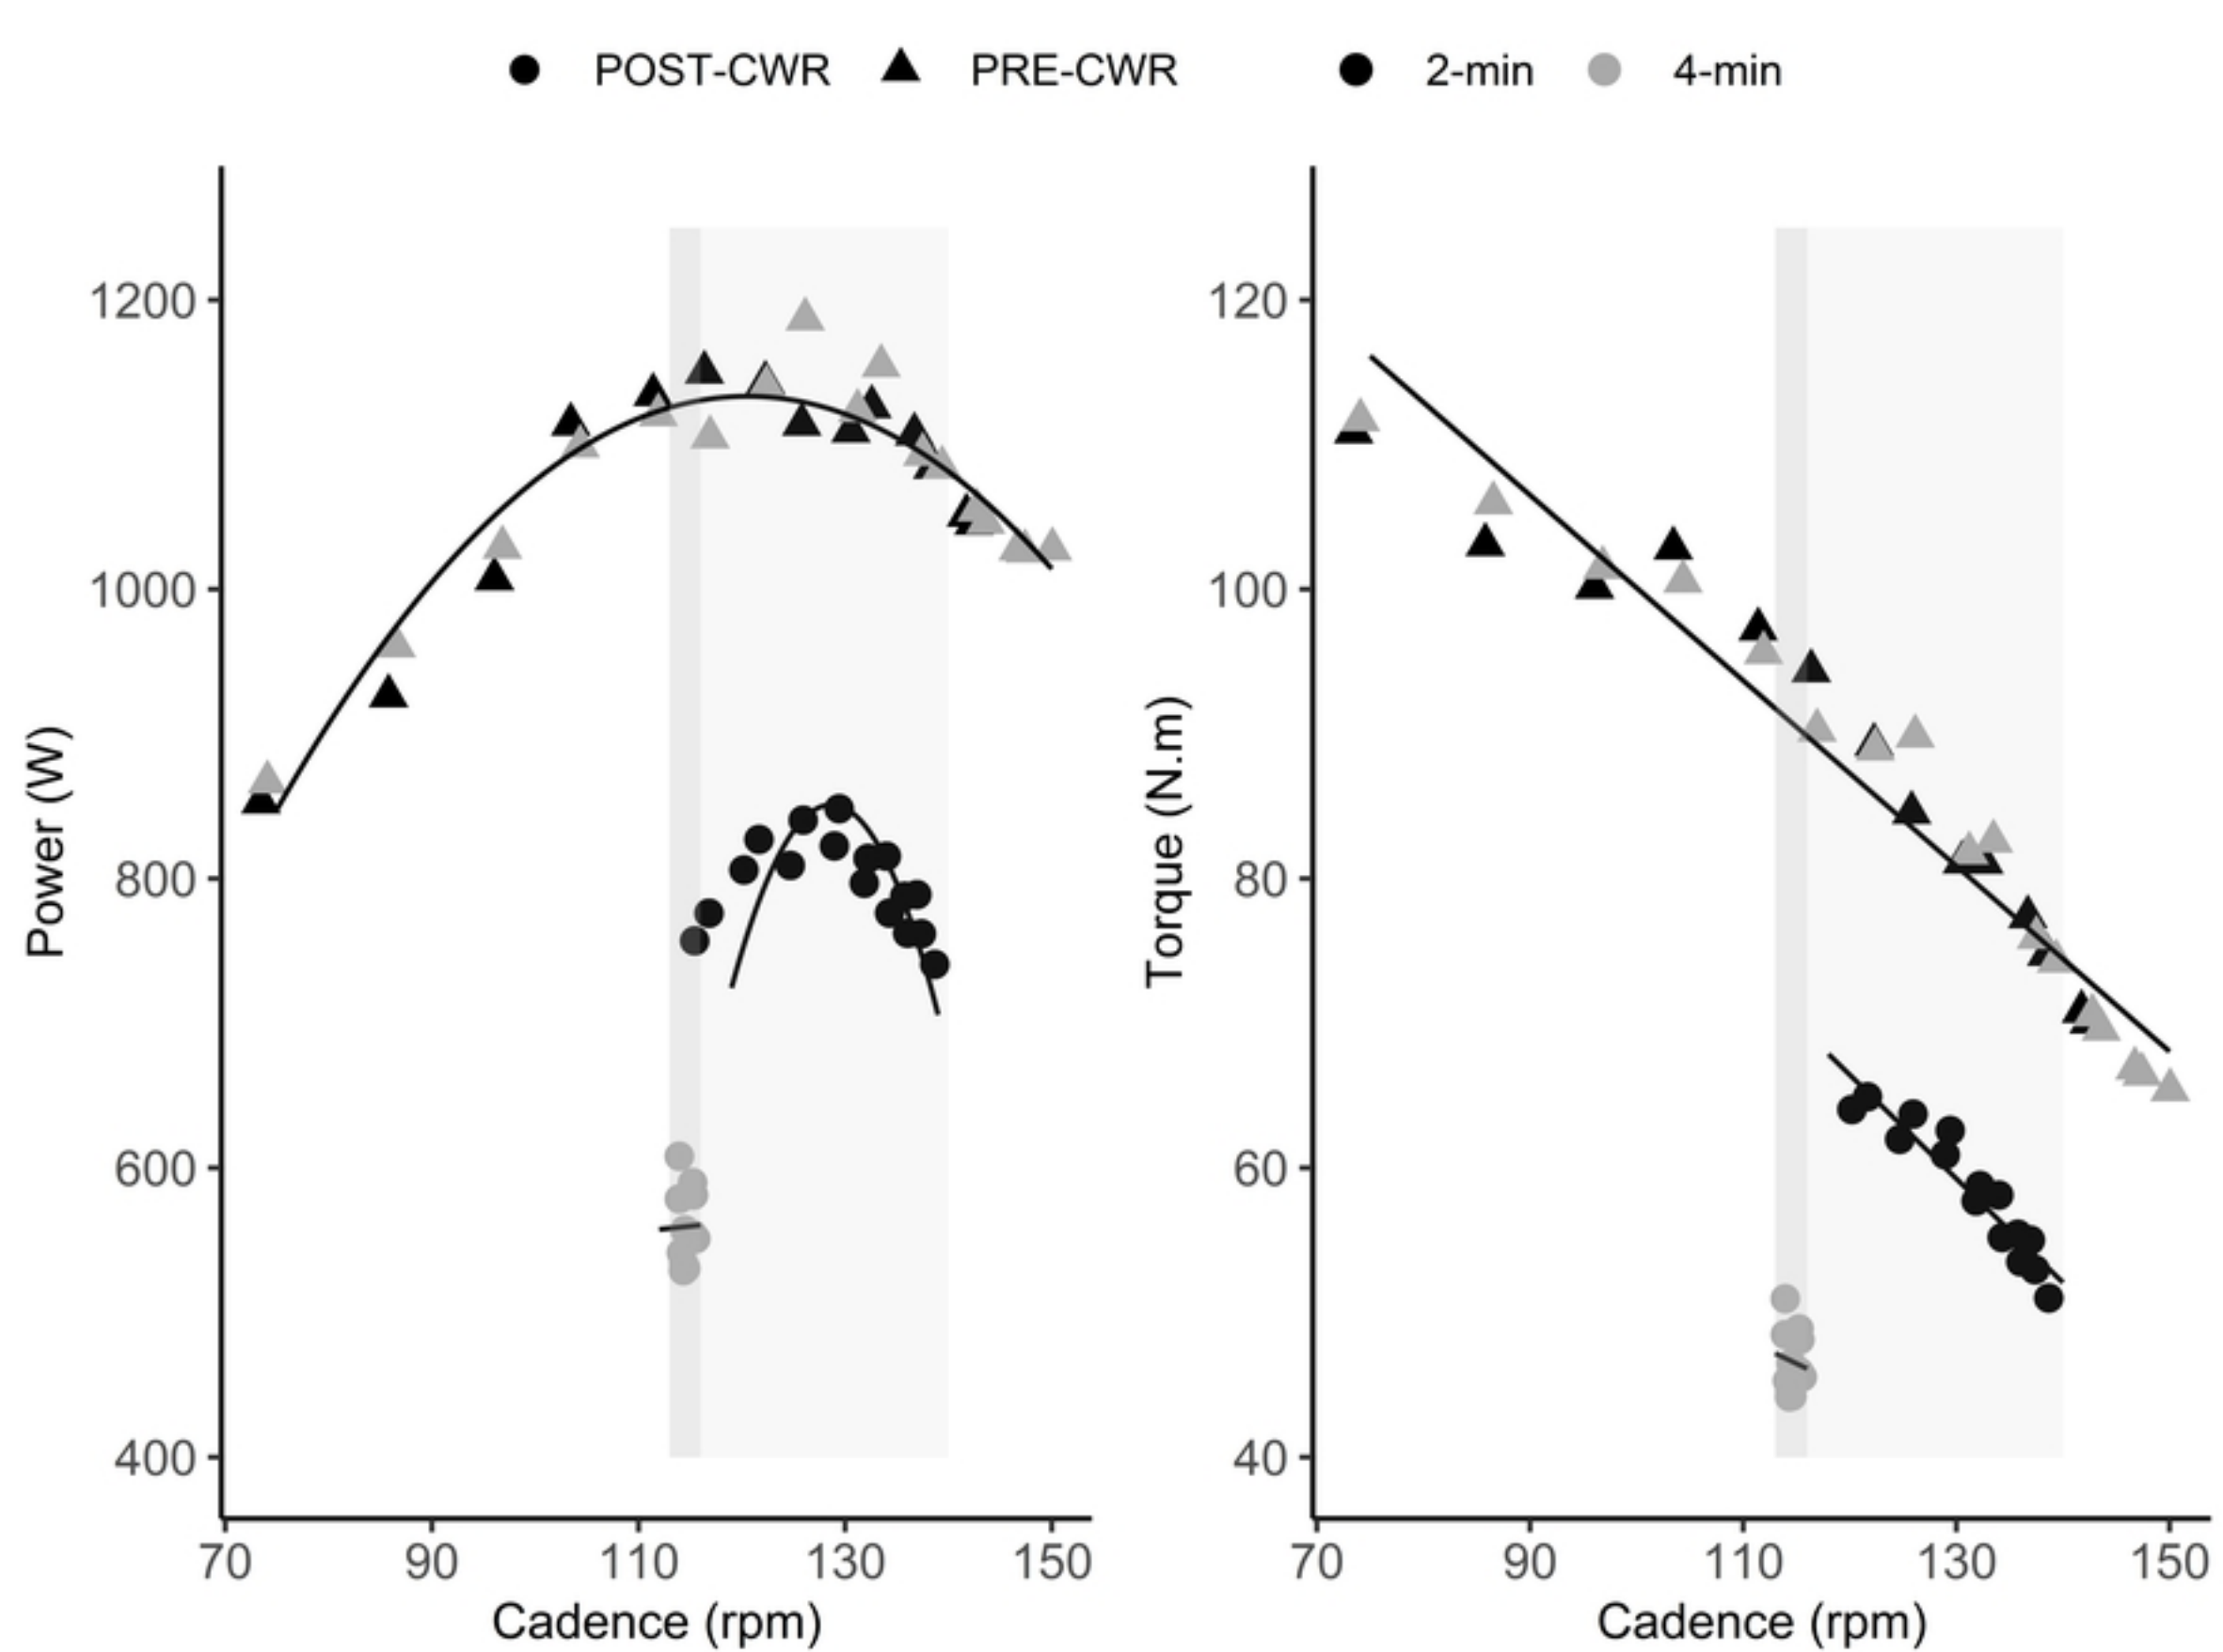 POST-CWR PRE-CWR 2-min 4-min
Power (W)
1200
1000
800
600
400
70 90 110 130 150
Cadence (rpm)
Torque (N.m)
120
100
80
60
40
70 90 110 130 150
Cadence (rpm)